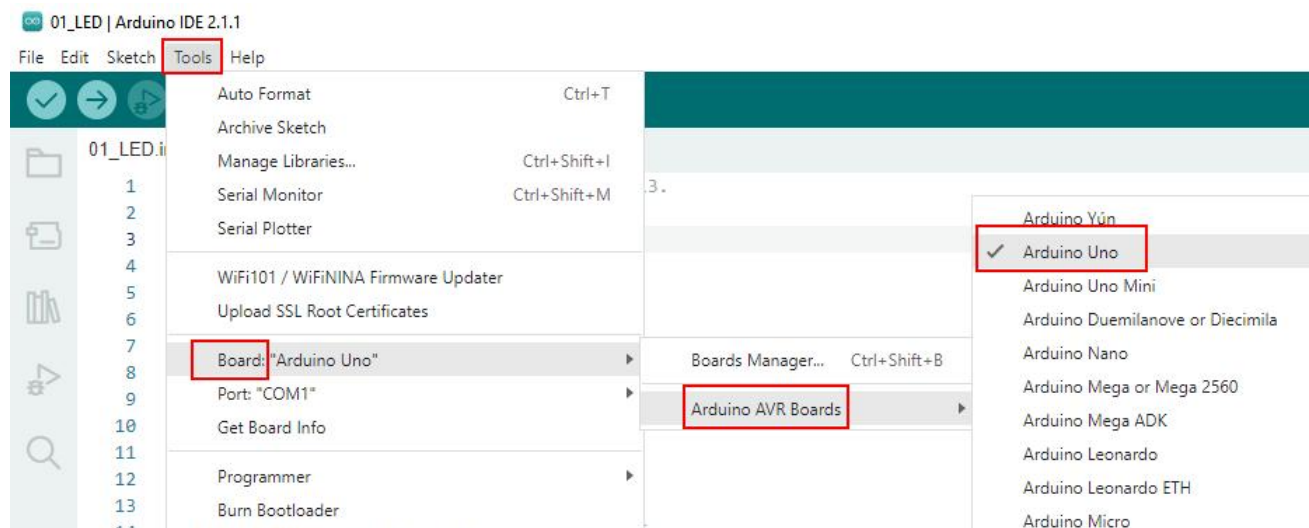 01_LED | Arduino IDE 2.1.1
File Edit Sketch Tools Help
Auto Format Ctrl+T
Archive Sketch
Manage Libraries... Ctrl+Shift+I
Serial Monitor Ctrl+Shift+M
Serial Plotter
WiFi101 / WiFiNINA Firmware Updater
Upload SSL Root Certificates
Board: "Arduino Uno"
Port: "COM1"
Get Board Info
Programmer
Burn Bootloader
01_LED.i
1
2
3
4
5
6
7
8
9
10
11
12
13
3.
Boards Manager... Ctrl+Shift+B
Arduino AVR Boards
Arduino Yún
Arduino Uno
Arduino Uno Mini
Arduino Duemilanove or Diecimila
Arduino Nano
Arduino Mega or Mega 2560
Arduino Mega ADK
Arduino Leonardo
Arduino Leonardo ETH
Arduino Micro